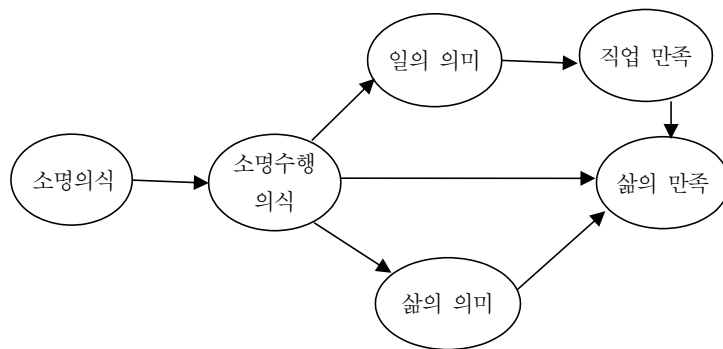 일의 의미
직업 만족
소명의식
소명수행
의식
삶의 만족
삶의 의미